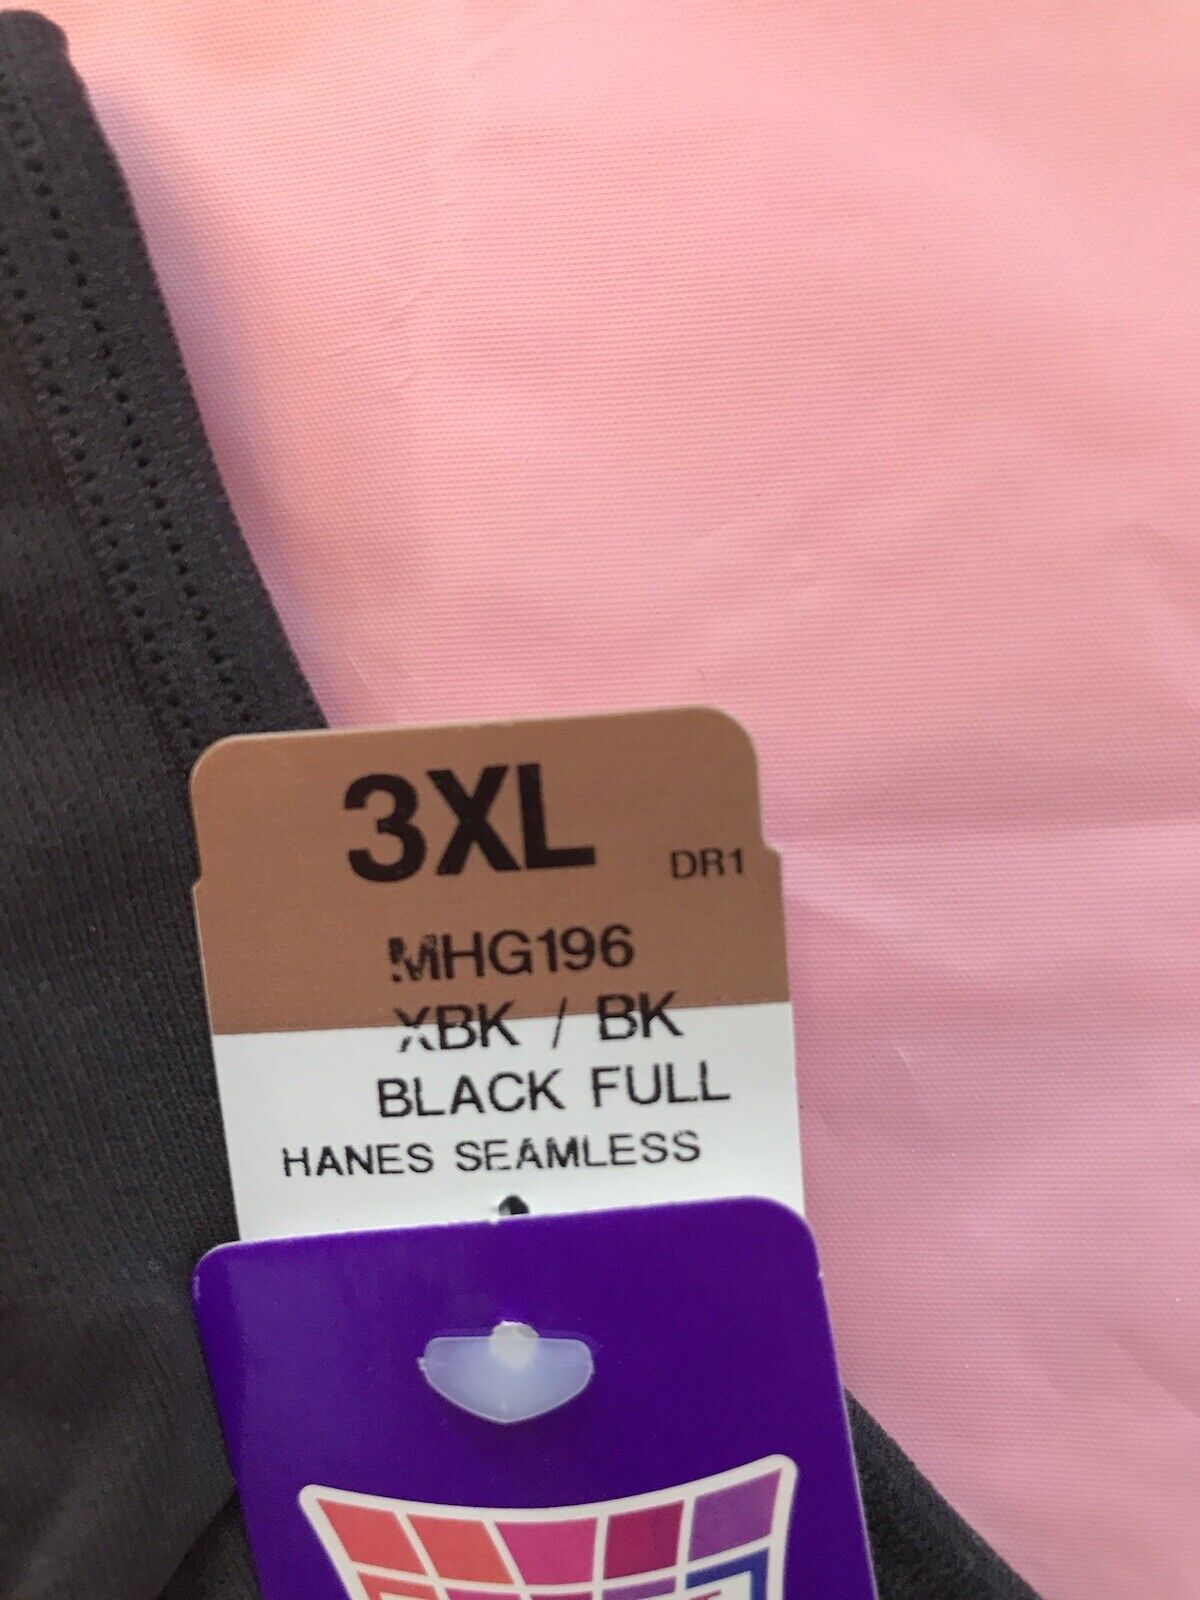 3XL
DR1
MHG196
XBK / BK
BLACK FULL
HANES SEAMLESS